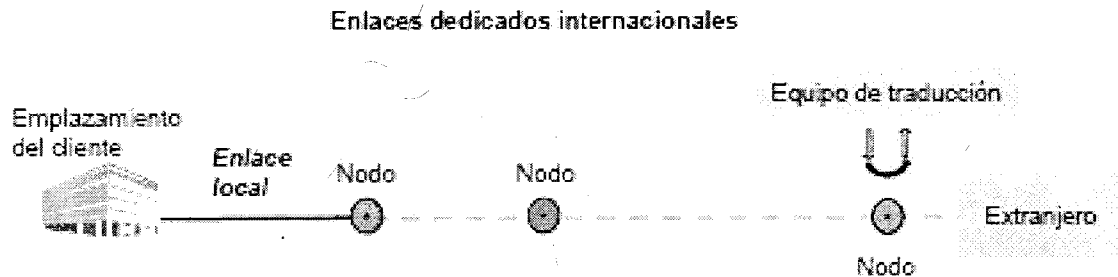 Enlaces dedicados internacionales
Equipo de traducción
Emplazamiento
del cliente
Enlace
local
Nodo
Nodo
Extranjero
Nodo